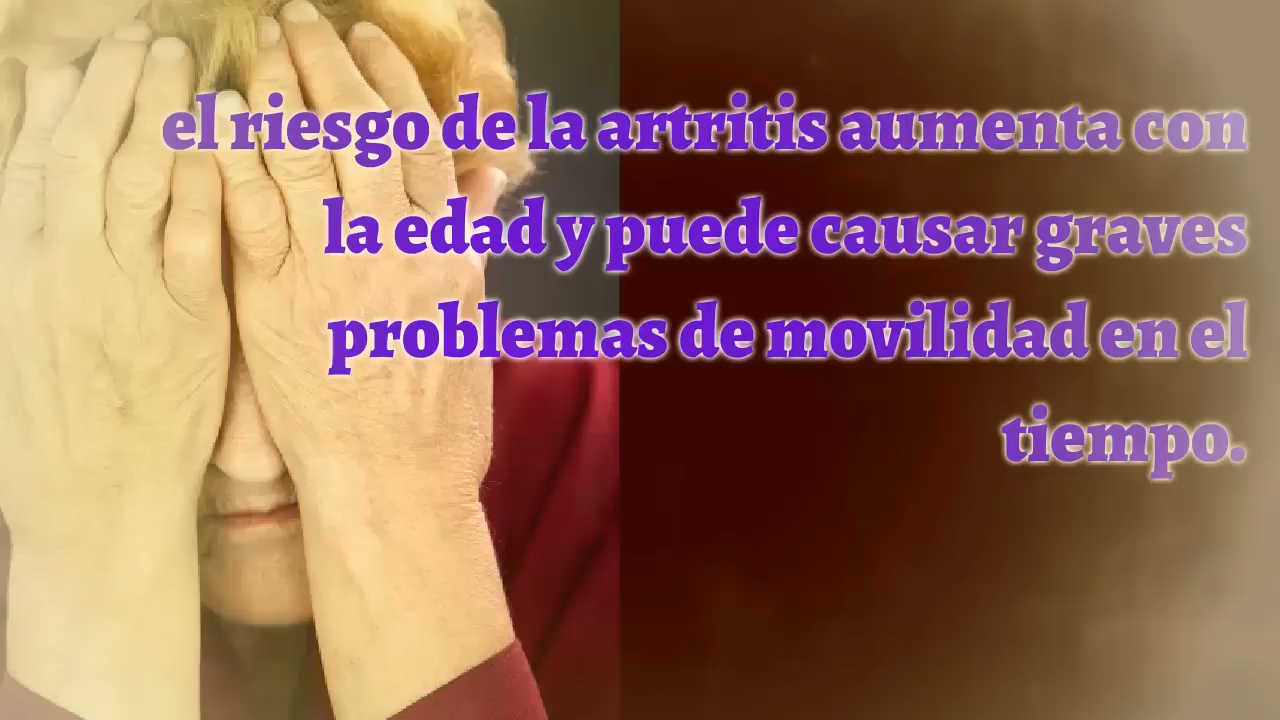 el riesgo de la artritis aumenta con
la edad y puede causar graves
problemas de movilidad en el
tiempo.